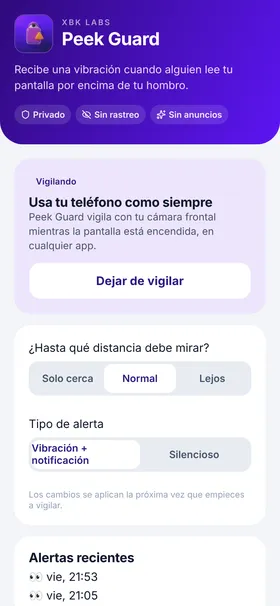 XBK LABS
Peek Guard
Recibe una vibración cuando alguien lee tu
pantalla por encima de tu hombro.
Privado
Sin rastreo
Sin anuncios
Vigilando
Usa tu teléfono como siempre
Peek Guard vigila con tu cámara frontal
mientras la pantalla está encendida, en
cualquier app.
Dejar de vigilar
¿Hasta qué distancia debe mirar?
Solo cerca
Normal
Lejos
Tipo de alerta
Vibración +
notificación
Silencioso
Los cambios se aplican la próxima vez que empieces
a vigilar.
Alertas recientes
👀 vie, 21:53
👀 vie, 21:05